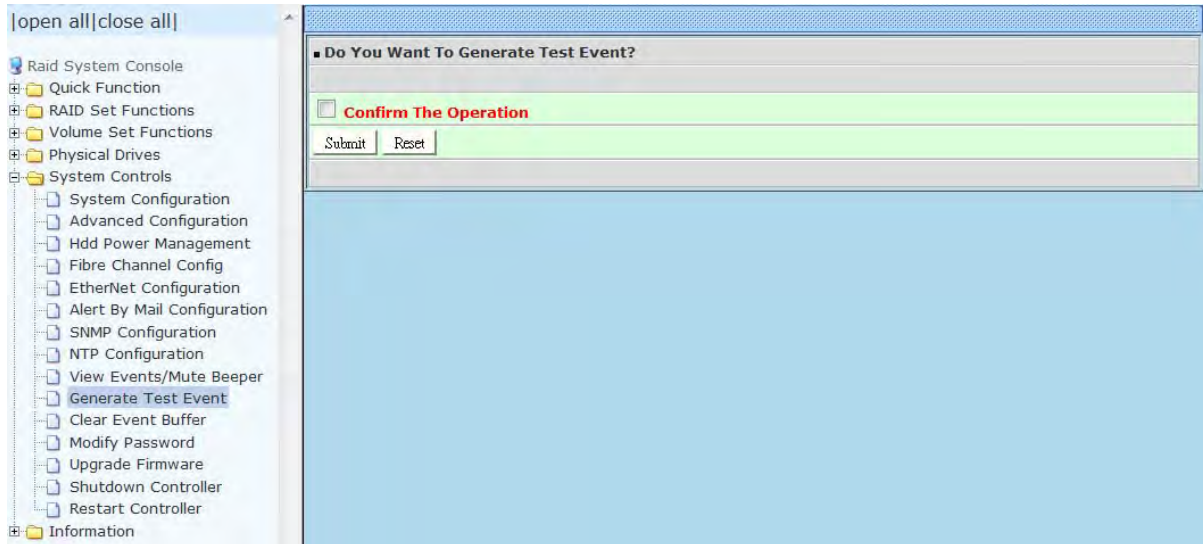 |open all|close all|
Raid System Console
Quick Function
RAID Set Functions
Volume Set Functions
Physical Drives
System Controls
System Configuration
Advanced Configuration
Hdd Power Management
Fibre Channel Config
EtherNet Configuration
Alert By Mail Configuration
SNMP Configuration
NTP Configuration
View Events/Mute Beeper
Generate Test Event
Clear Event Buffer
Modify Password
Upgrade Firmware
Shutdown Controller
Restart Controller
Information
Do You Want To Generate Test Event?
Confirm The Operation
Submit Reset